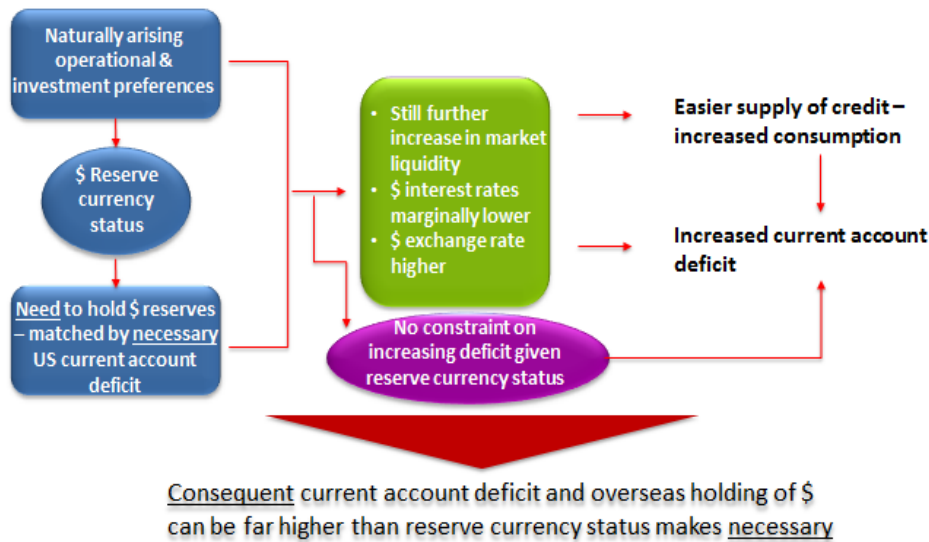 Naturally arising
operational &
investment preferences
$ Reserve
currency
status
Need to hold $ reserves
– matched by necessary
US current account
deficit
• Still further
increase in market
liquidity
• $ interest rates
marginally lower
• $ exchange rate
higher
No constraint on
increasing deficit given
reserve currency status
Easier supply of credit –
increased consumption
Increased current account
deficit
Consequent current account deficit and overseas holding of $
can be far higher than reserve currency status makes necessary